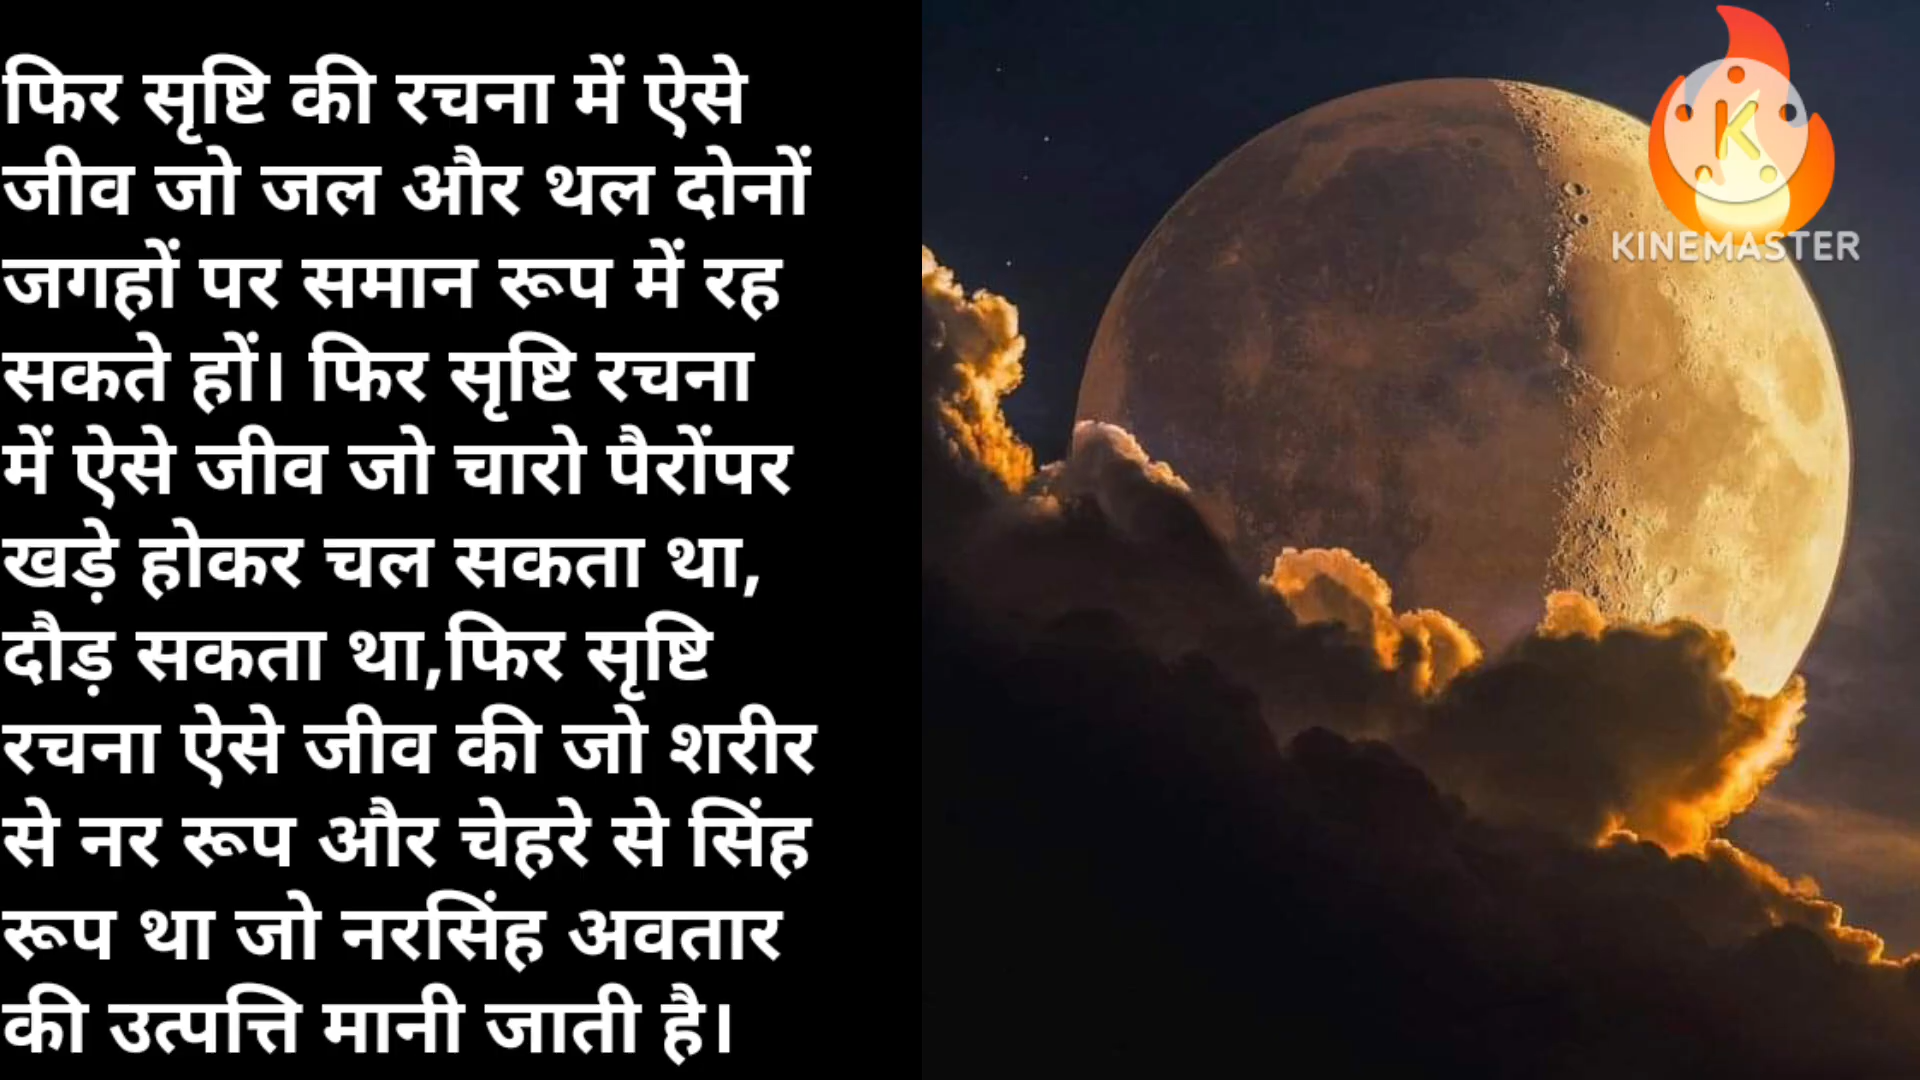 फिर सृष्टि की रचना में ऐसे
जीव जो जल और थल दोनों
जगहों पर समान रूप में रह
सकते हों। फिर सृष्टि रचना
में ऐसे जीव जो चारो पैरोंपर
खड़े होकर चल सकता था,
दौड़ सकता था,फिर सृष्टि
रचना ऐसे जीव की जो शरीर
से नर रूप और चेहरे से सिंह
रूप था जो नरसिंह अवतार
की उत्पत्ति मानी जाती है।
K
KINEMASTER